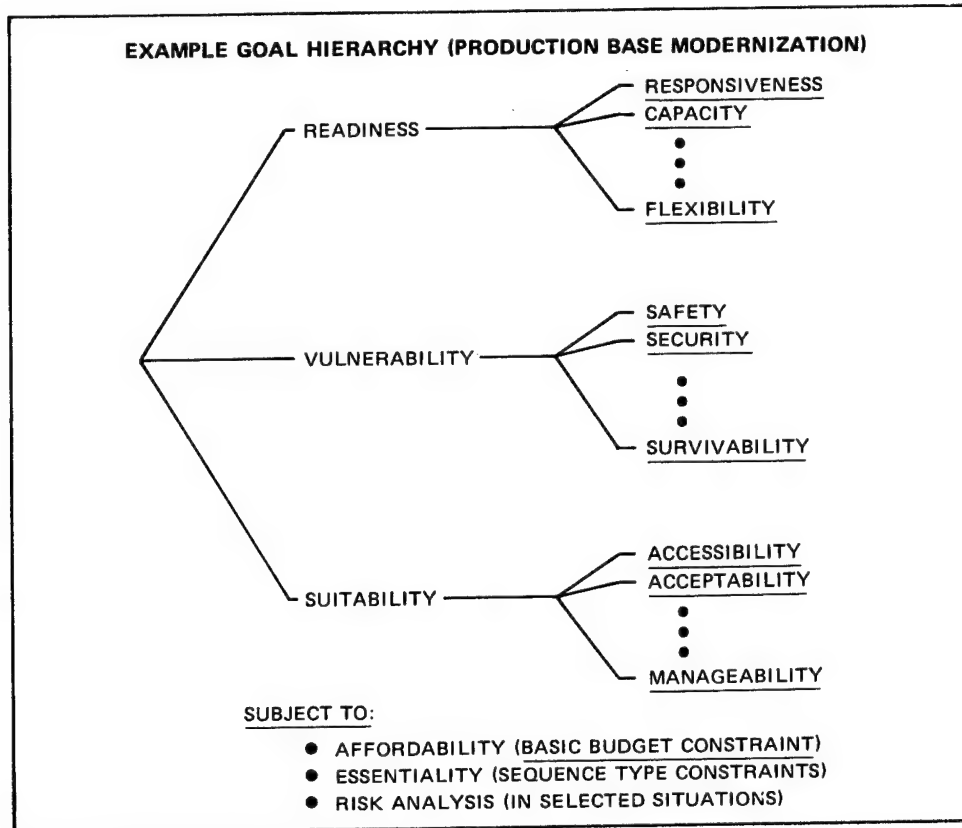 EXAMPLE GOAL HIERARCHY (PRODUCTION BASE MODERNIZATION)
READINESS
RESPONSIVENESS
CAPACITY
FLEXIBILITY
VULNERABILITY
SAFETY
SECURITY
SURVIVABILITY
SUITABILITY
ACCESSIBILITY
ACCEPTABILITY
MANAGEABILITY
SUBJECT TO:
● AFFORDABILITY (BASIC BUDGET CONSTRAINT)
● ESSENTIALITY (SEQUENCE TYPE CONSTRAINTS)
● RISK ANALYSIS (IN SELECTED SITUATIONS)